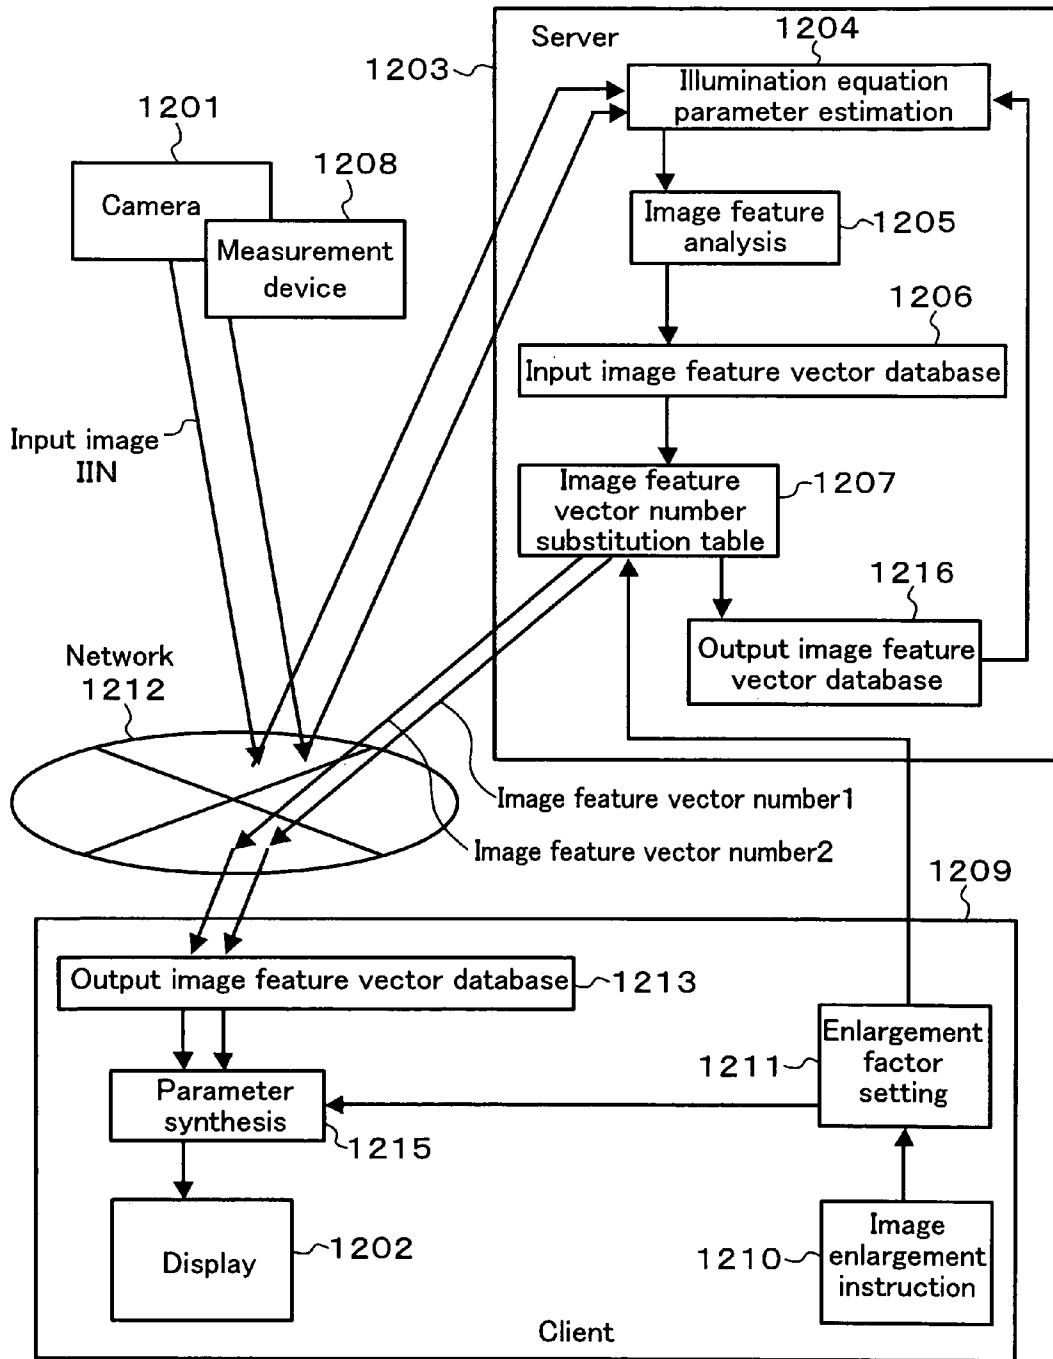 Server
1204
1203
Illumination equation
parameter estimation
1201
1208
Camera
Measurement
device
Image feature
analysis
1205
1206
Input image feature vector database
Input image
IIN
Image feature
vector number
substitution table
1207
1216
Output image feature
vector database
Network
1212
Image feature vector number1
Image feature vector number2
1209
Output image feature vector database
1213
Enlargement
factor
setting
1211
Parameter
synthesis
1215
Display
1202
Image
enlargement
instruction
1210
Client